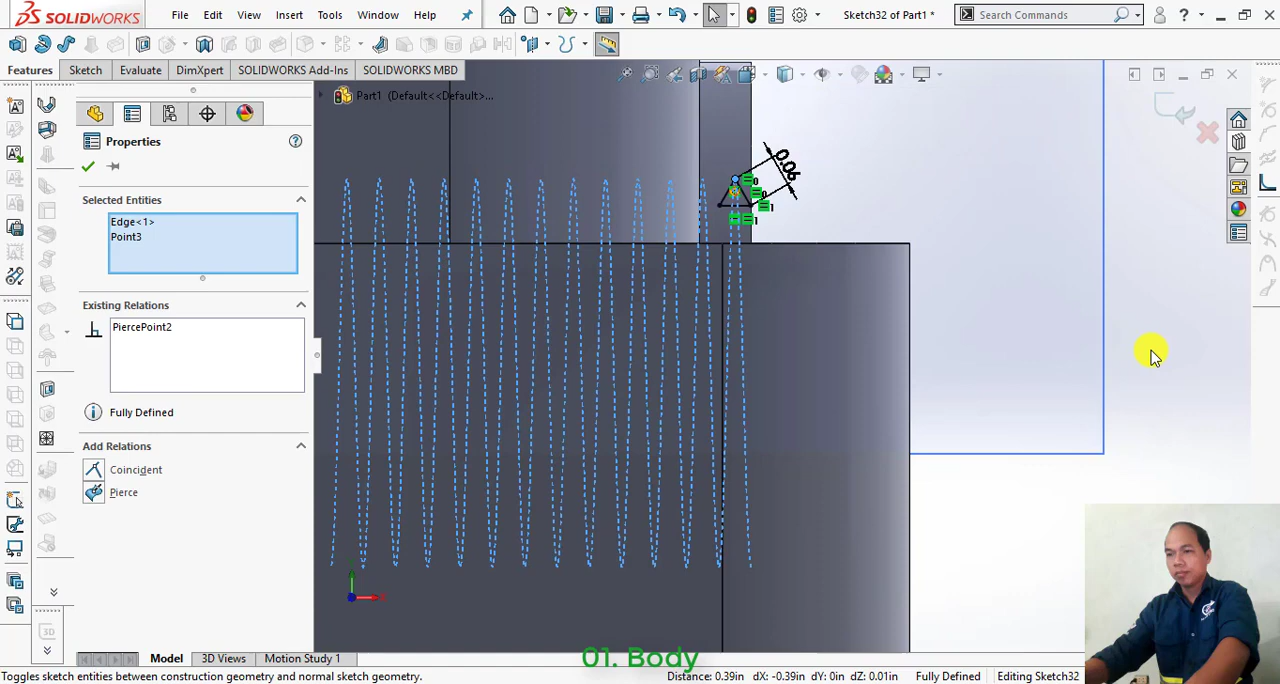 SOLIDWORKS File Edit View Insert Tools Window Help Sketch32 of Part1 * Search Commands ?
Features Sketch Evaluate DimXpert SOLIDWORKS Add-Ins SOLIDWORKS MBD
Part1 (Default<<Default>...
Properties
Selected Entities
Edge<1>
Point3
Existing Relations
PiercePoint2
Fully Defined
Add Relations
Coincident
Pierce
0.06
01. Body
Model 3D Views Motion Study 1
Toggles sketch entities between construction geometry and normal sketch geometry. Distance: 0.39in dX: -0.39in dY: 0in dZ: 0.01in Fully Defined Editing Sketch32